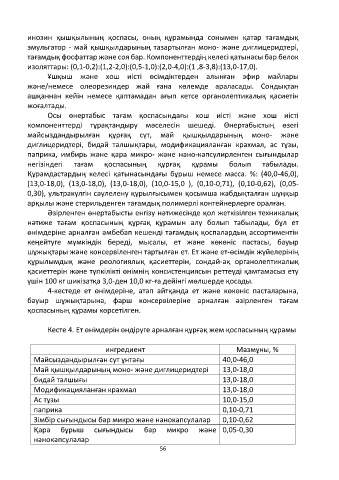 инозин қышқылының қоспасы, оның құрамында сонымен қатар тағамдық
эмульгатор - май қышқылдарының тазартылған моно- және диглицеридтері,
тағамдық фосфаттар және соя бар. Компоненттердің келесі қатынасы бар белок
изоляттары: (0,1-0,2):(1,2-2,0):(0,5-1,0):(2,0-4,0):(1 ,8-3,8):(13,0-17,0).
Ұшқыш және хош иісті өсімдіктерден алынған эфир майлары
және/немесе олеорезиндер жай ғана көлемде араласады. Сондықтан
ашқаннан кейін немесе қаптамадан ағып кетсе органолептикалық қасиетін
жоғалтады.
Осы өнертабыс тағам қоспасындағы хош иісті және хош иісті
компоненттерді тұрақтандыру мәселесін шешеді. Өнертабыстың өзегі
майсыздандырылған құрғақ сүт, май қышқылдарының моно- және
диглицеридтері, бидай талшықтары, модификацияланған крахмал, ас тұзы,
паприка, имбирь және қара микро- және нано-капсулирленген сығындылар
негізіндегі тағам қоспасының құрғақ құрамы болып табылады.
Құрамдастардың келесі қатынасындағы бұрыш немесе масса. %: (40,0-46,0),
(13,0-18,0), (13,0-18,0), (13,0-18,0), (10,0-15,0 ), (0,10-0,71), (0,10-0,62), (0,05-
0,30), ультракүлгін сәулелену құрылғысымен қосымша жабдықталған шұңқыр
арқылы және стерильденген тағамдық полимерлі контейнерлерге оралған.
Әзірленген өнертабысты енгізу нәтижесінде қол жеткізілген техникалық
нәтиже тағам қоспасының құрғақ құрамын алу болып табылады, бұл ет
өнімдеріне арналған әмбебап кешенді тағамдық қоспалардың ассортиментін
кеңейтуге мүмкіндік береді, мысалы, ет және көкөніс пастасы, бауыр
шұжықтары және консервіленген тартылған ет. Ет және ет-өсімдік жүйелерінің
құрылымдық және реологиялық қасиеттерін, сондай-ақ органолептикалық
қасиеттерін және түпкілікті өнімнің консистенциясын реттеуді қамтамасыз ету
үшін 100 кг шикізатқа 3,0-ден 10,0 кг-ға дейінгі мөлшерде қосады.
4-кестеде ет өнімдеріне, атап айтқанда ет және көкөніс пасталарына,
бауыр шұжықтарына, фарш консервілеріне арналған әзірленген тағам
қоспасының құрамы көрсетілген.
Кесте 4. Ет өнімдерін өндіруге арналған құрғақ жем қоспасының құрамы
ингредиент Мазмұны, %
Майсыздандырылған сүт ұнтағы 40,0-46,0
Май қышқылдарының моно- және диглицеридтері 13,0-18,0
бидай талшығы 13,0-18,0
Модификацияланған крахмал 13,0-18,0
Ас тұзы 10,0-15,0
паприка 0,10-0,71
Зімбір сығындысы бар микро және нанокапсулалар 0,10-0,62
Қара бұрыш сығындысы бар микро және 0,05-0,30
нанокапсулалар
56